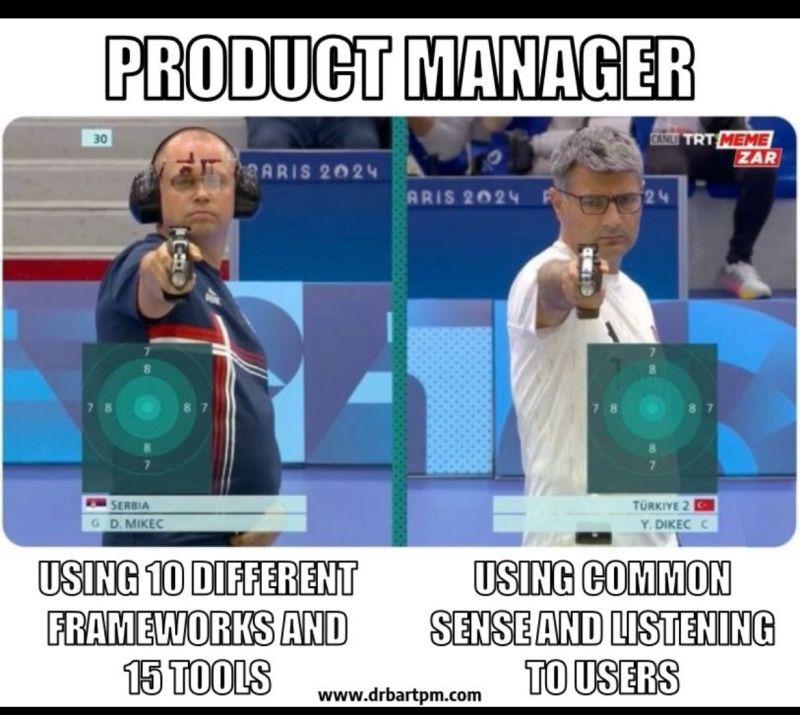 PRODUCT MANAGER
30
PARIS 2024
ARIS 2024 P
24
CANLI TRT MEME
ZAR
7
8
7 8 8 7
8
7
7
8
7 8 8 7
8
7
SERBIA
G D. MIKEC
TÜRKIYE 2
Y. DIKEC C
USING 10 DIFFERENT
FRAMEWORKS AND
15 TOOLS
USING COMMON
SENSE AND LISTENING
TO USERS
www.drbartpm.com